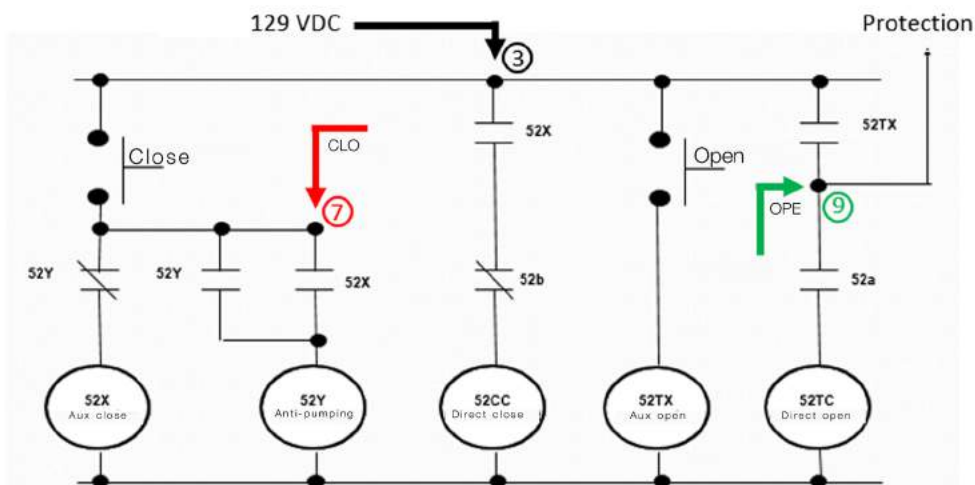 129 VDC
Protection
3
52X
52TX
Close
CLO
Open
7
OPE
9
52Y
52Y
52X
52b
52a
52X
Aux close
52Y
Anti-pumping
52CC
Direct close
52TX
Aux open
52TC
Direct open